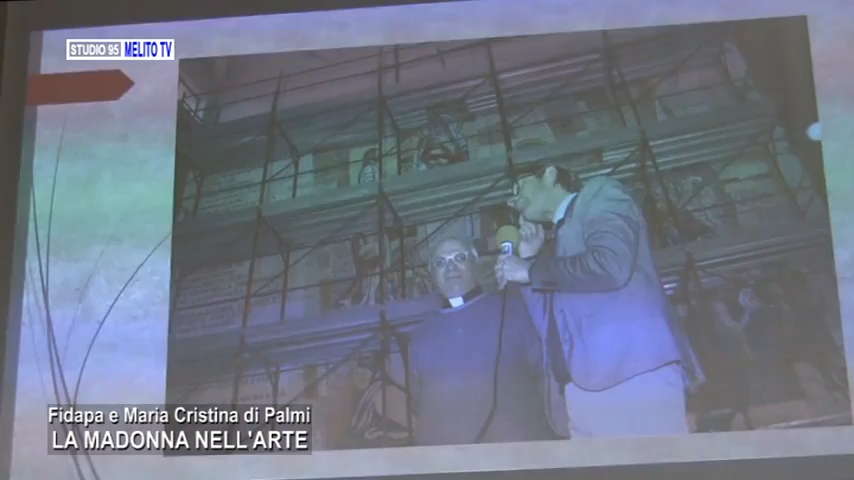 STUDIO 95 MELITO TV
Fidapa e Maria Cristina di Palmi
LA MADONNA NELL'ARTE